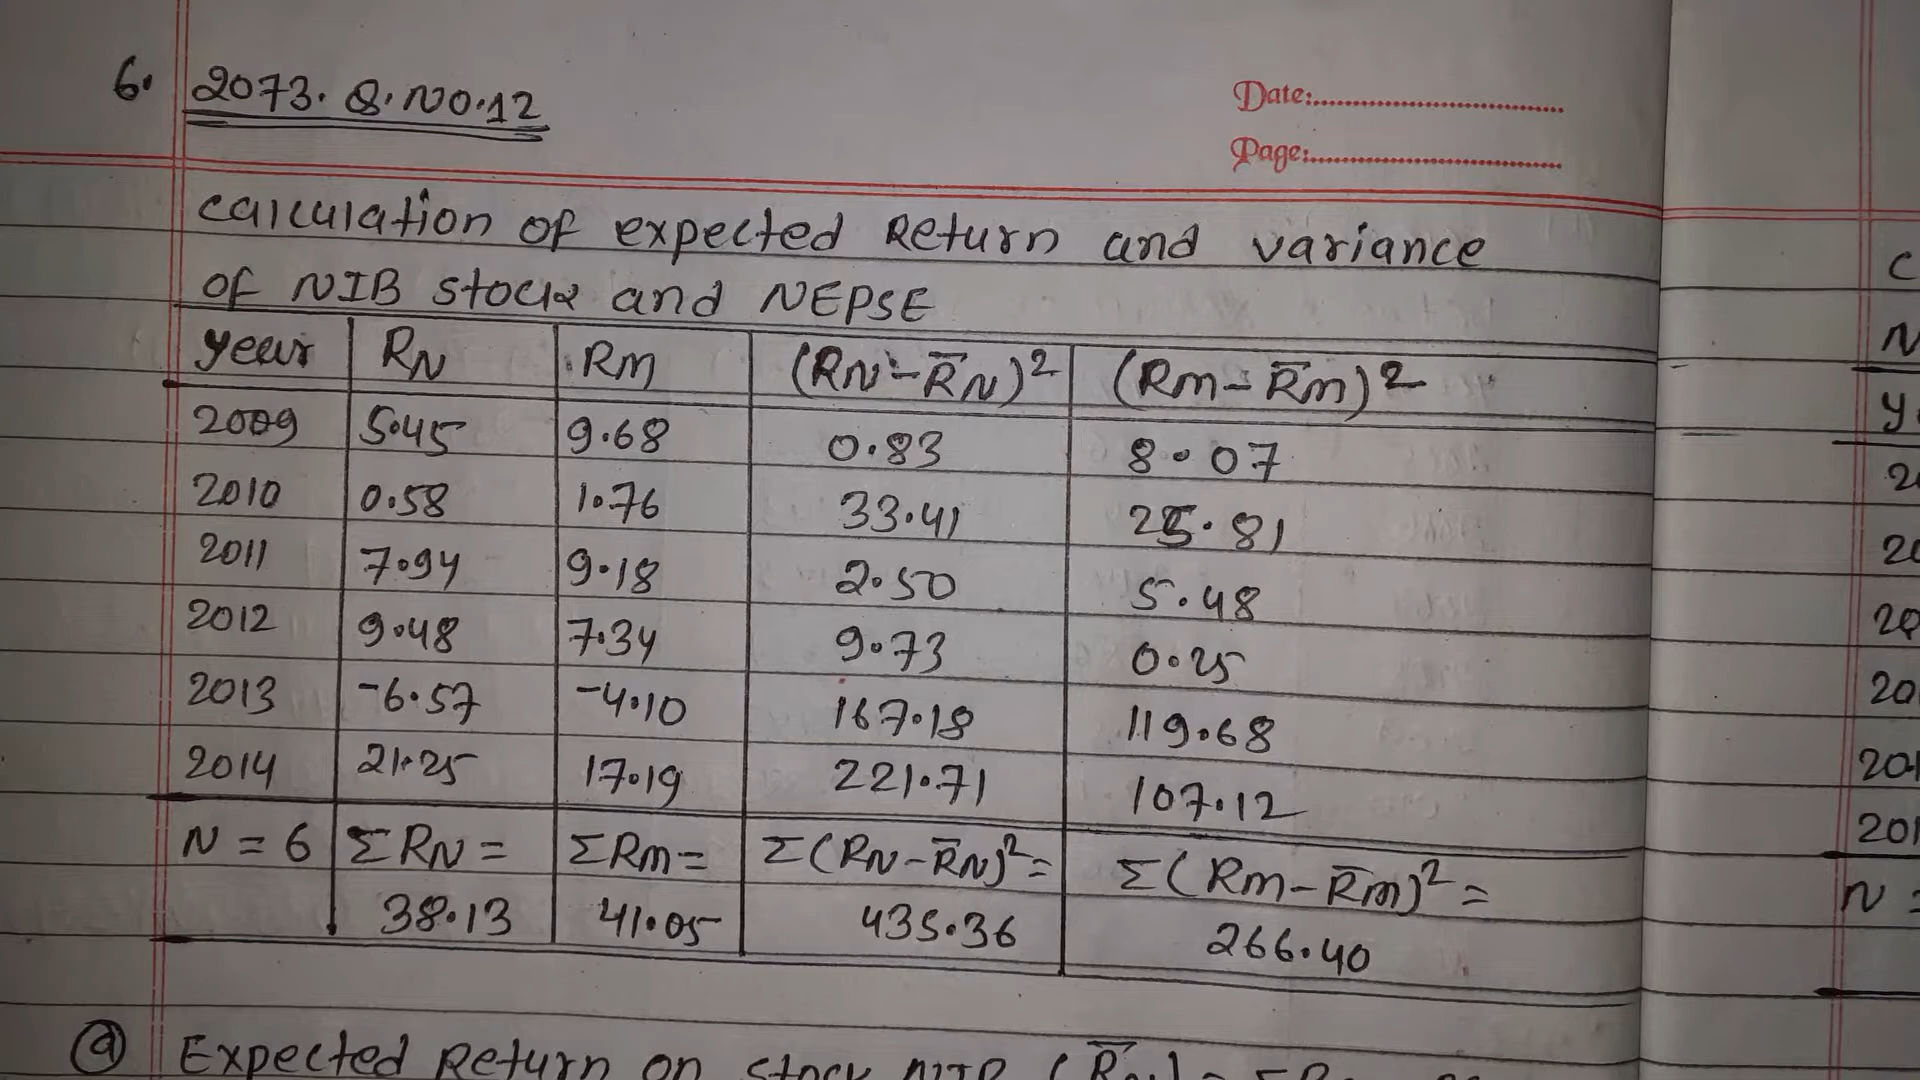 6. 2073. Q.NO.12
Date:
Page:
calculation of expected Return and variance
of NIB stock and NEPSE
year RN Rm (RN-R̅N)² (Rm-R̅m)²
2009 5.45 9.68 0.83 8.07
2010 0.58 1.76 33.41 25.81
2011 7.94 9.18 2.50 5.48
2012 9.48 7.34 9.73 0.25
2013 -6.57 -4.10 167.18 119.68
2014 21.25 17.19 221.71 107.12
N = 6 ΣRN = ΣRm = Σ(RN-R̅N)² = Σ(Rm-R̅m)² =
38.13 41.05 435.36 266.40
ⓐ Expected Return on stock